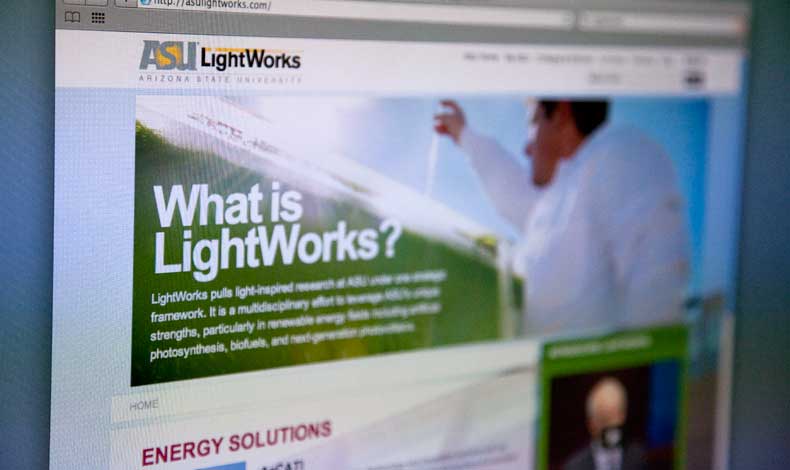 http://asulightworks.com/
ASU LightWorks
ARIZONA STATE UNIVERSITY
What is
LightWorks?
LightWorks pulls light-inspired research at ASU under one strategic
framework. It is a multidisciplinary effort to leverage ASU's unique
strengths, particularly in renewable energy fields including artificial
photosynthesis, biofuels, and next-generation photovoltaics.
HOME
ENERGY SOLUTIONS